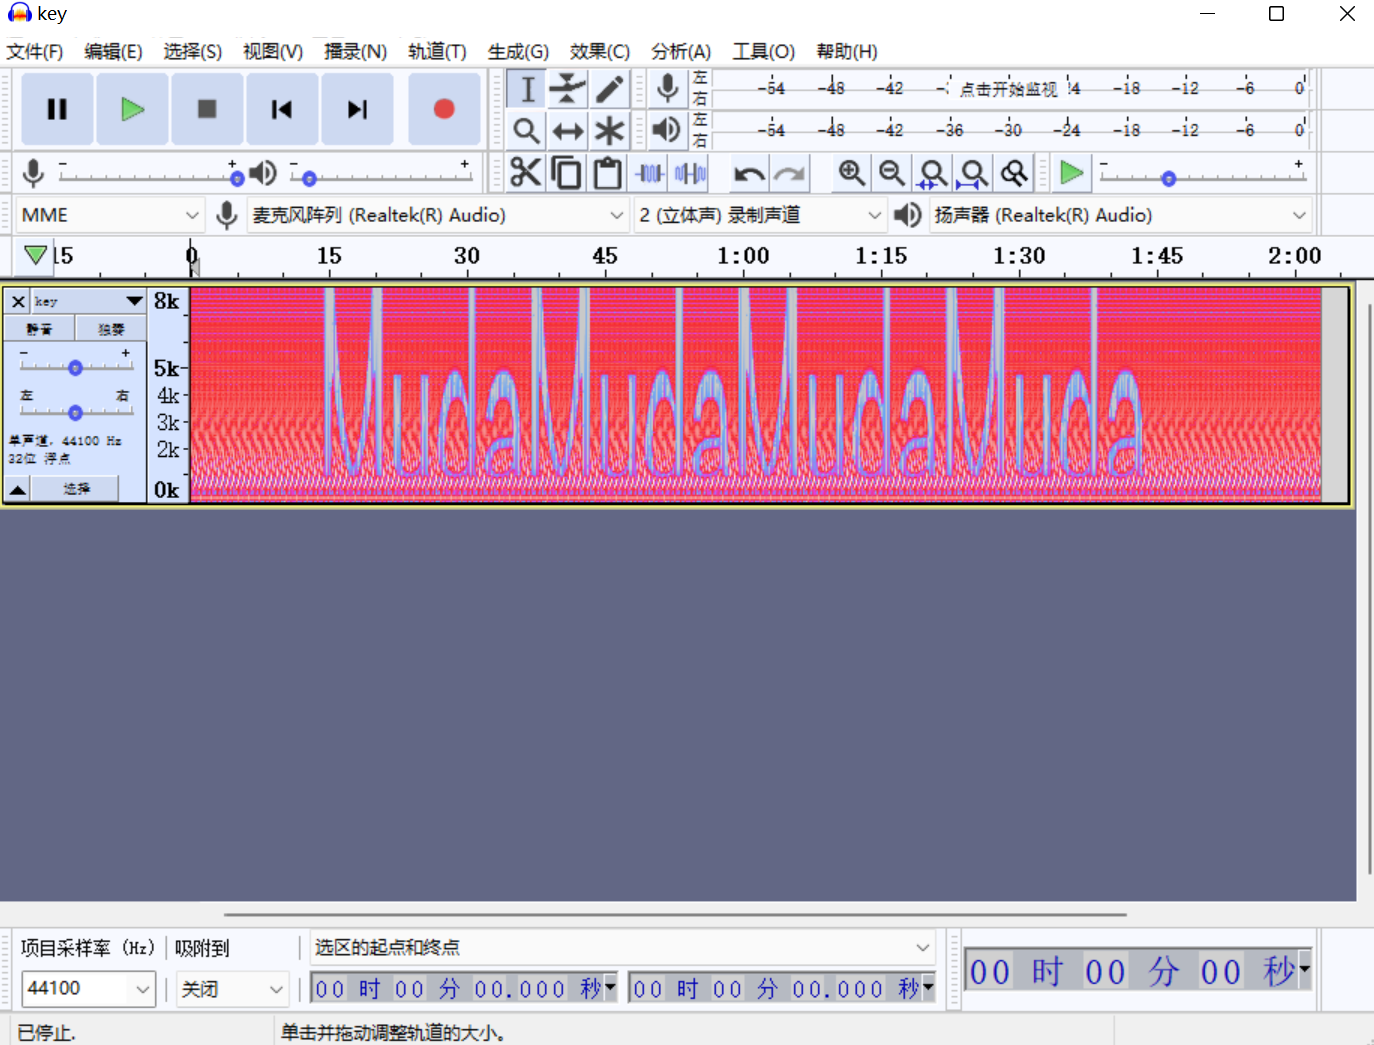 key
文件(F) 编辑(E) 选择(S) 视图(V) 播录(N) 轨道(T) 生成(G) 效果(C) 分析(A) 工具(O) 帮助(H)
左 右 -54 -48 -42 点击开始监视 -18 -12 -6 0
左 右 -54 -48 -42 -36 -30 -24 -18 -12 -6 0
- + - + - +
MME 麦克风阵列 (Realtek(R) Audio) 2 (立体声) 录制声道 扬声器 (Realtek(R) Audio)
15 0 15 30 45 1:00 1:15 1:30 1:45 2:00
key
静音 独奏
- +
左 右
单声道, 44100 Hz
32位 浮点
选择
8k
5k
4k
3k
2k
0k
MudaMudaMudaMuda
项目采样率 (Hz) 吸附到 选区的起点和终点
44100 关闭 00 时 00 分 00.000 秒 00 时 00 分 00.000 秒 00 时 00 分 00 秒
已停止. 单击并拖动调整轨道的大小。